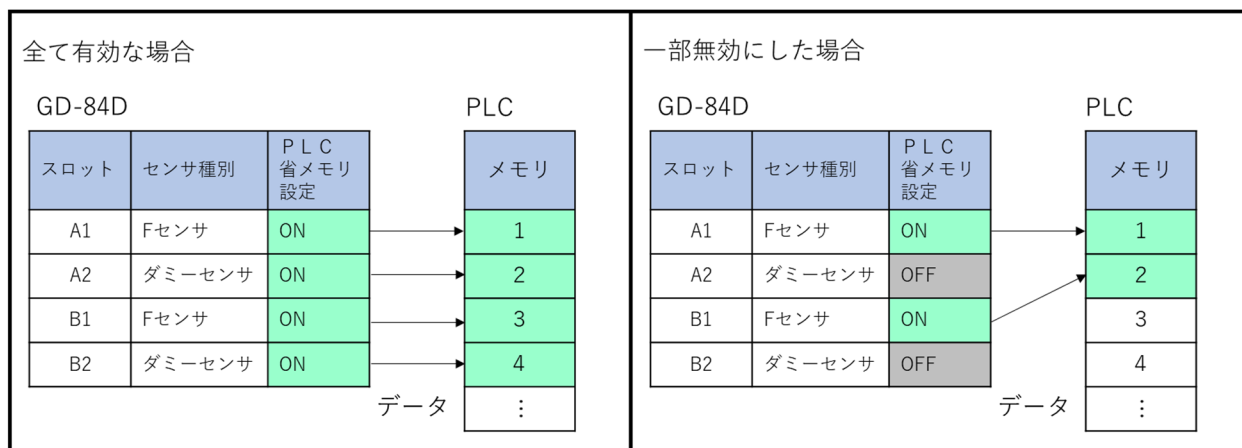 全て有効な場合
GD-84D
PLC
スロット
センサ種別
ＰＬＣ
省メモリ
設定
メモリ
A1
Fセンサ
ON
1
A2
ダミーセンサ
ON
2
B1
Fセンサ
ON
3
B2
ダミーセンサ
ON
4
データ
⋮
一部無効にした場合
GD-84D
PLC
スロット
センサ種別
ＰＬＣ
省メモリ
設定
メモリ
A1
Fセンサ
ON
1
A2
ダミーセンサ
OFF
2
B1
Fセンサ
ON
3
B2
ダミーセンサ
OFF
4
データ
⋮